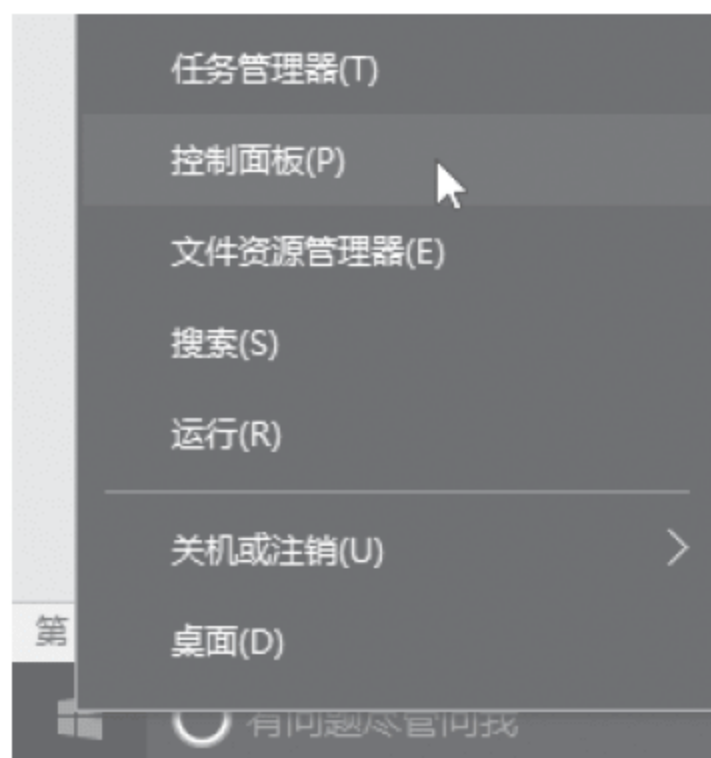 任务管理器(T)
控制面板(P)
文件资源管理器(E)
搜索(S)
运行(R)
关机或注销(U)
第
桌面(D)
有问题尽管问我